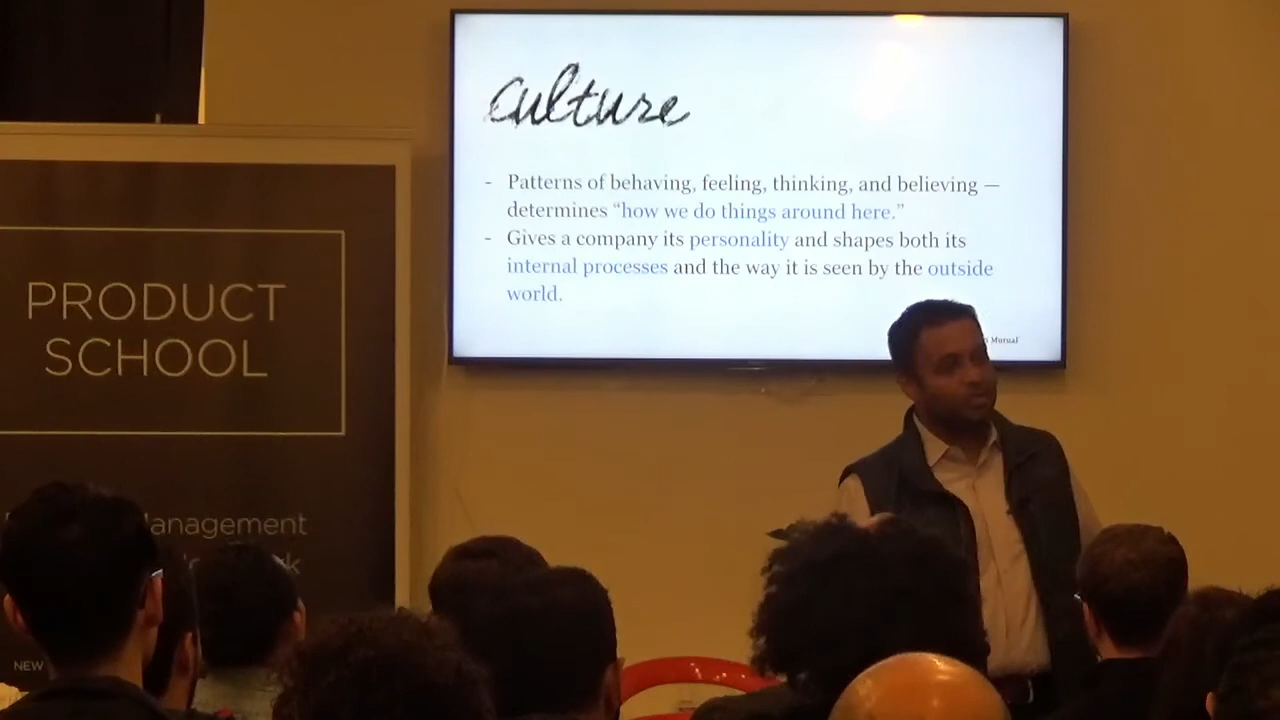 culture
- Patterns of behaving, feeling, thinking, and believing —
determines “how we do things around here.”
- Gives a company its personality and shapes both its
internal processes and the way it is seen by the outside
world.
Mutual
PRODUCT
SCHOOL
NEW